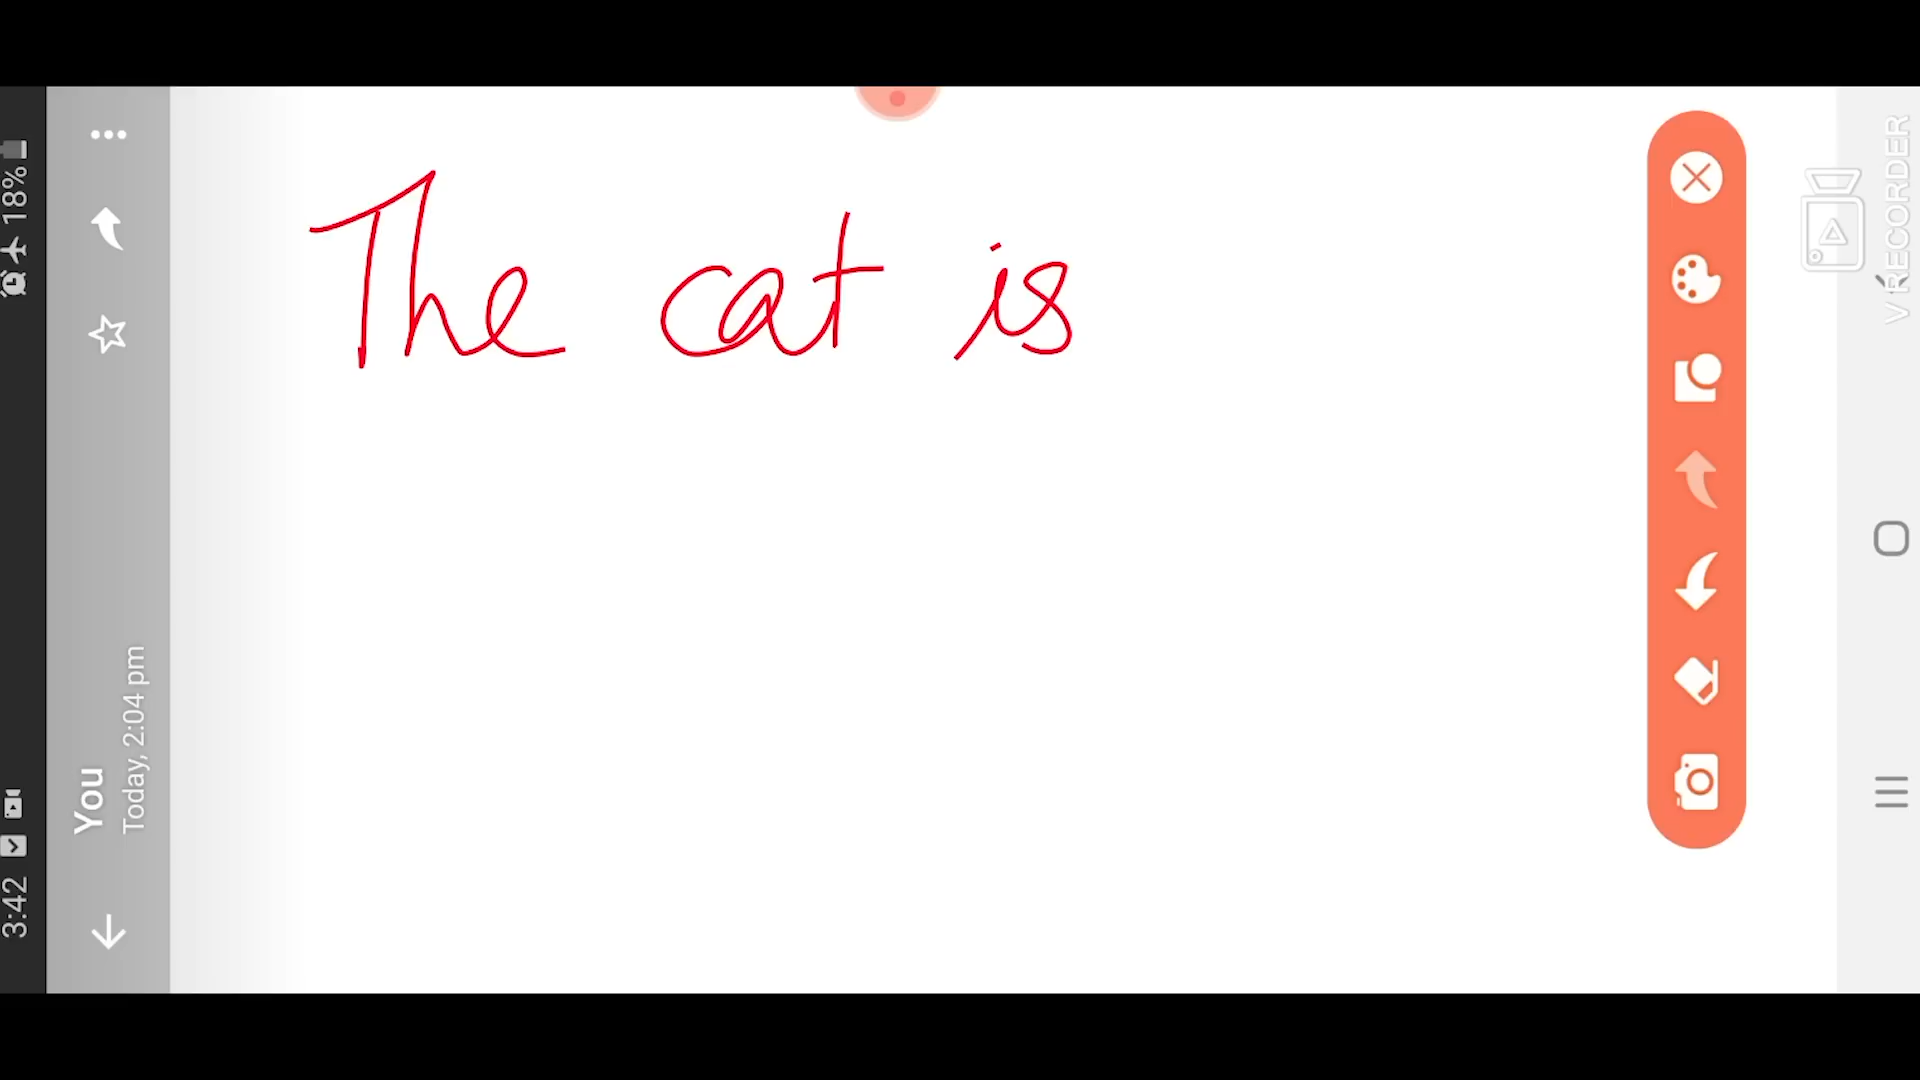 The cat is
3:42
18%
You
Today, 2:04 pm
V RECORDER